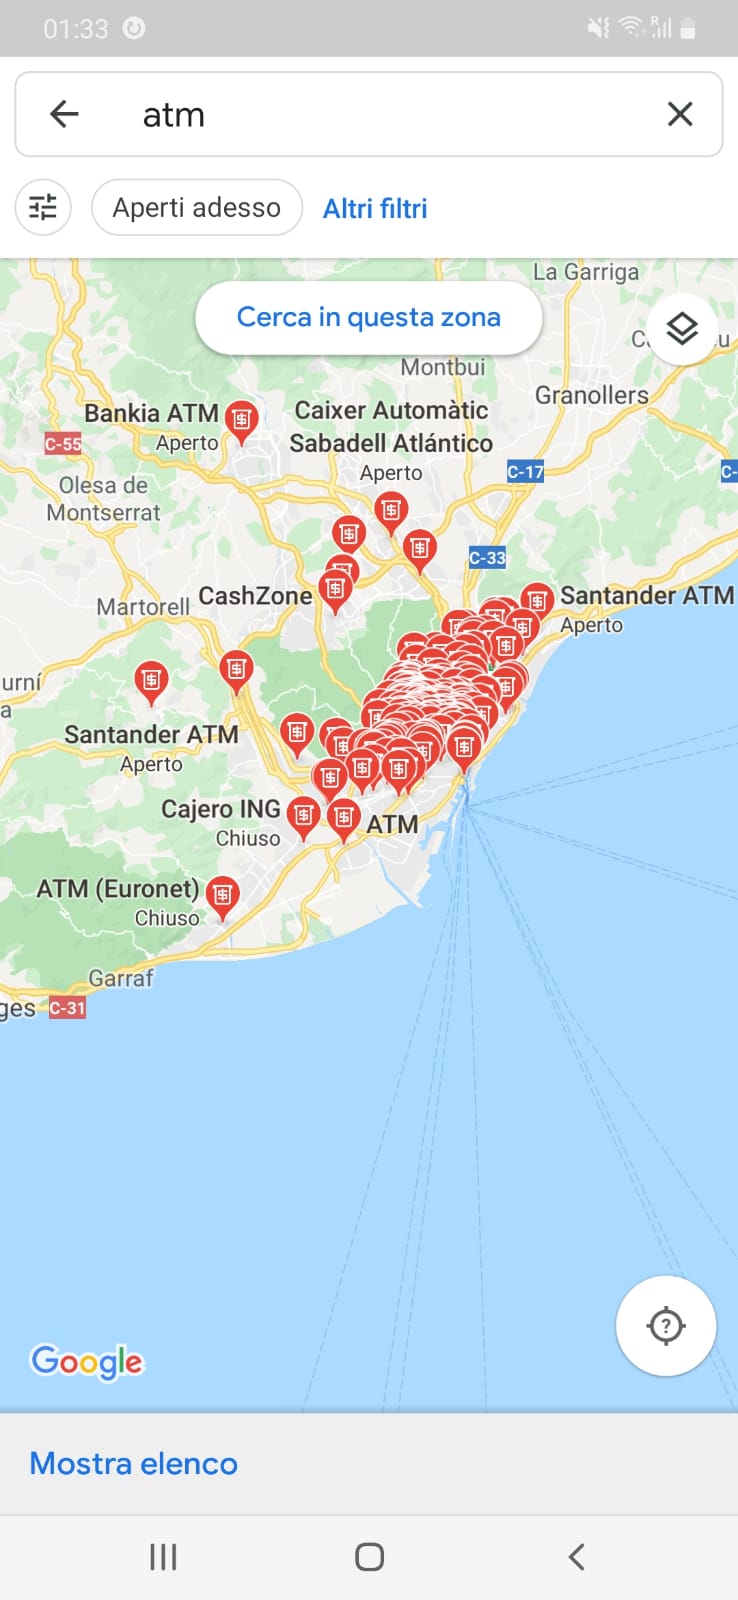 01:33
atm
Aperti adesso
Altri filtri
La Garriga
Cerca in questa zona
Montbui
Granollers
Bankia ATM
Aperto
Caixer Automàtic
Sabadell Atlántico
Aperto
C-55
C-17
C-
Olesa de
Montserrat
C-33
CashZone
Martorell
Santander ATM
Aperto
urní
a
Santander ATM
Aperto
Cajero ING
Chiuso
ATM
ATM (Euronet)
Chiuso
Garraf
ges
C-31
Google
Mostra elenco